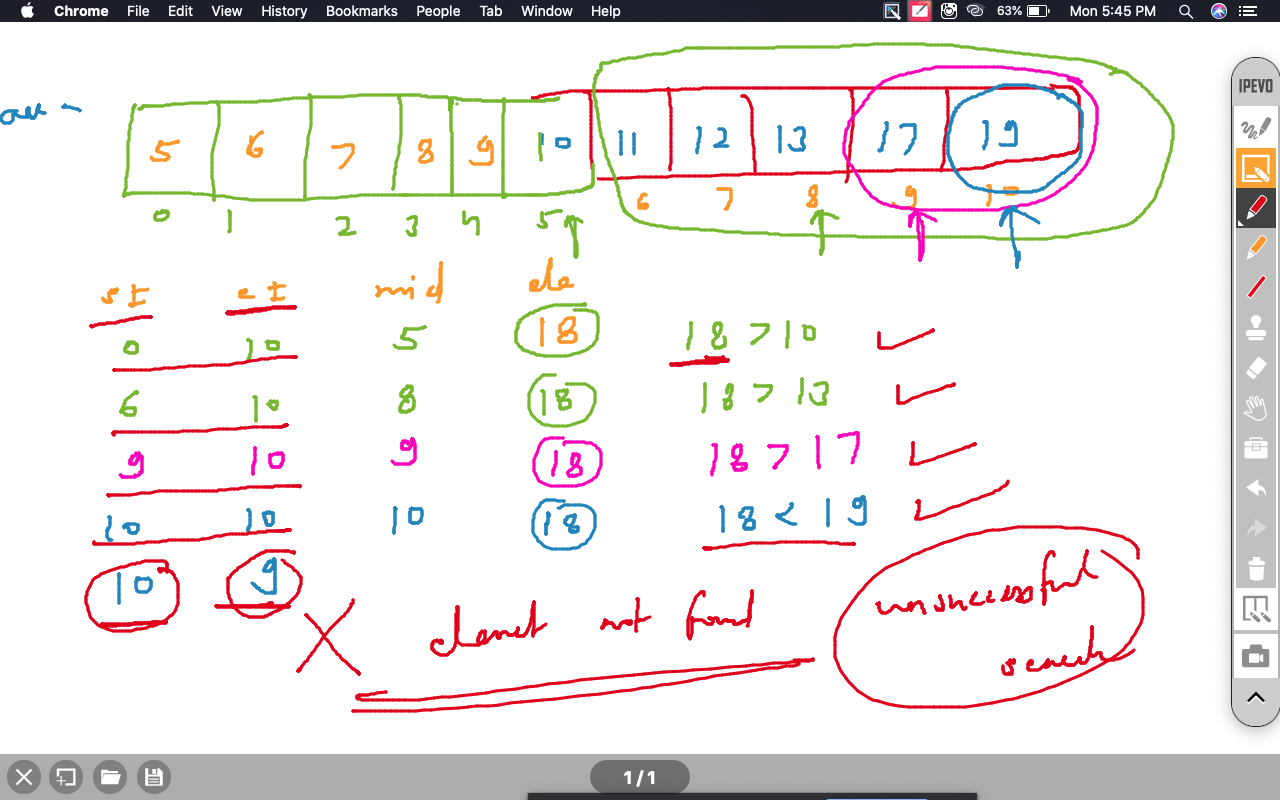 Chrome File Edit View History Bookmarks People Tab Window Help 63% Mon 5:45 PM
IPEVO
arr -
5 6 7 8 9 10 11 12 13 17 19
0 1 2 3 4 5 6 7 8 9 10
sI eI mid ele
0 10 5 18 18 > 10
6 10 8 18 18 > 13
9 10 9 18 18 > 17
10 10 10 18 18 < 19
10 9
element not found
unsuccessful
search
1/1